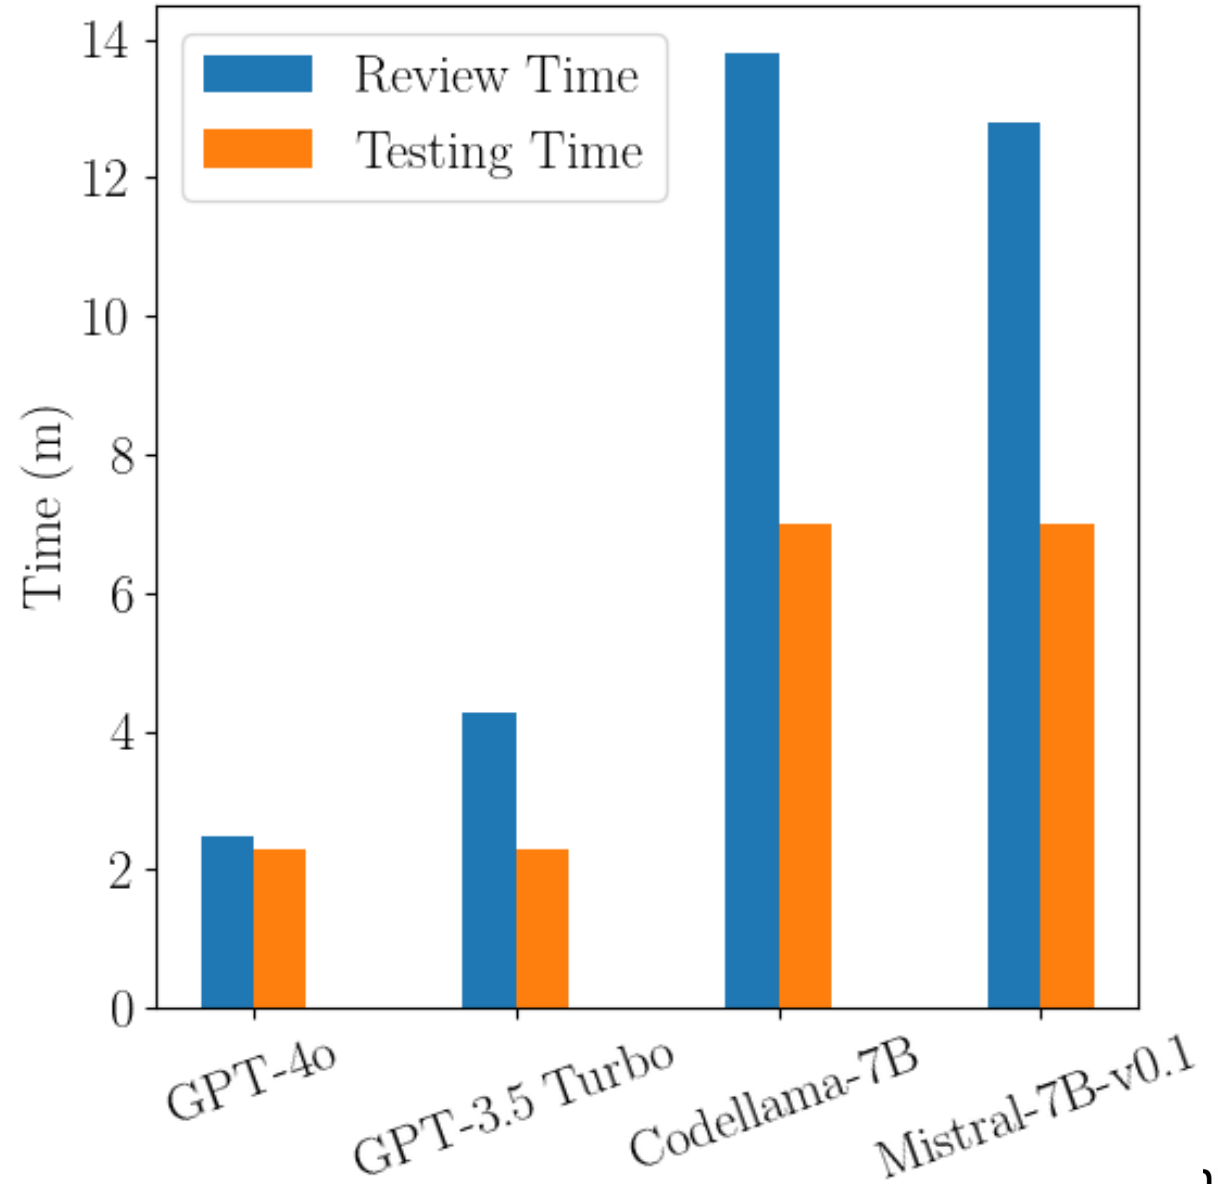 14
12
10
8
6
4
2
0
Time (m)
Review Time
Testing Time
GPT-4o
GPT-3.5 Turbo
Codellama-7B
Mistral-7B-v0.1